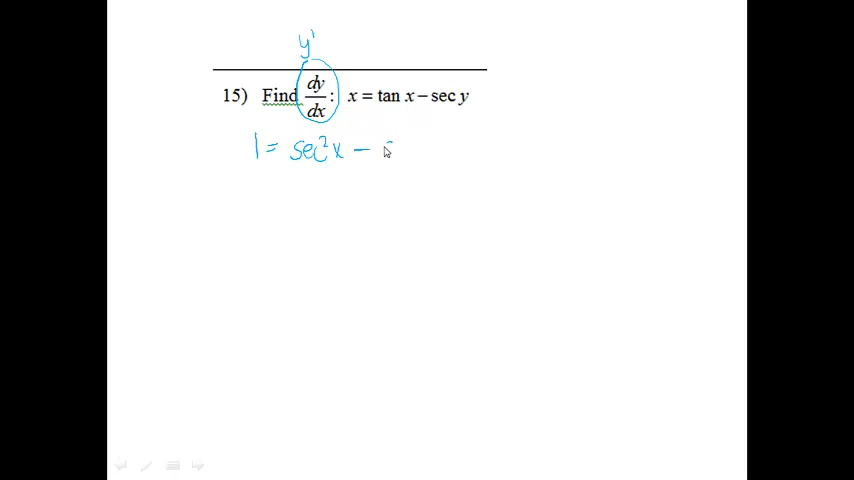 y'
15) Find dy/dx: x = tan x − sec y
1 = sec²x −